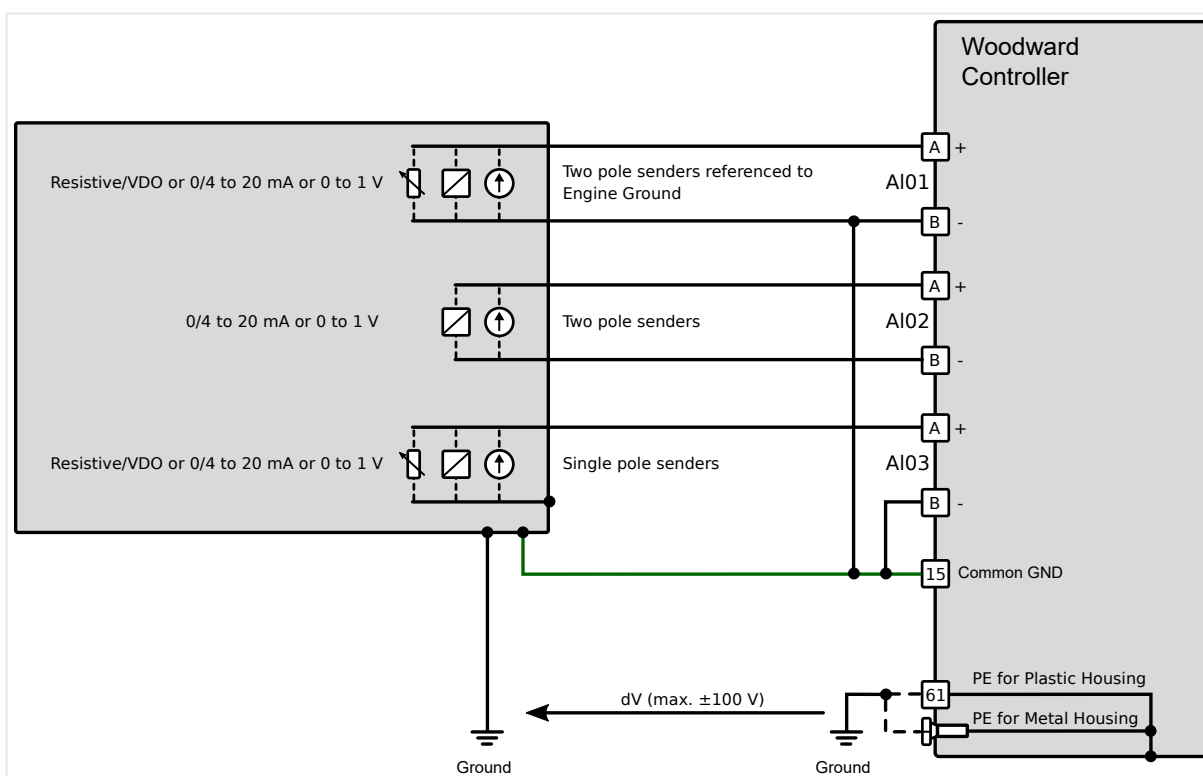 Woodward
Controller
A +
Resistive/VDO or 0/4 to 20 mA or 0 to 1 V
Two pole senders referenced to
Engine Ground
AI01
B -
A +
0/4 to 20 mA or 0 to 1 V
Two pole senders
AI02
B -
A +
Resistive/VDO or 0/4 to 20 mA or 0 to 1 V
Single pole senders
AI03
B -
15 Common GND
61 PE for Plastic Housing
dV (max. ±100 V)
PE for Metal Housing
Ground
Ground